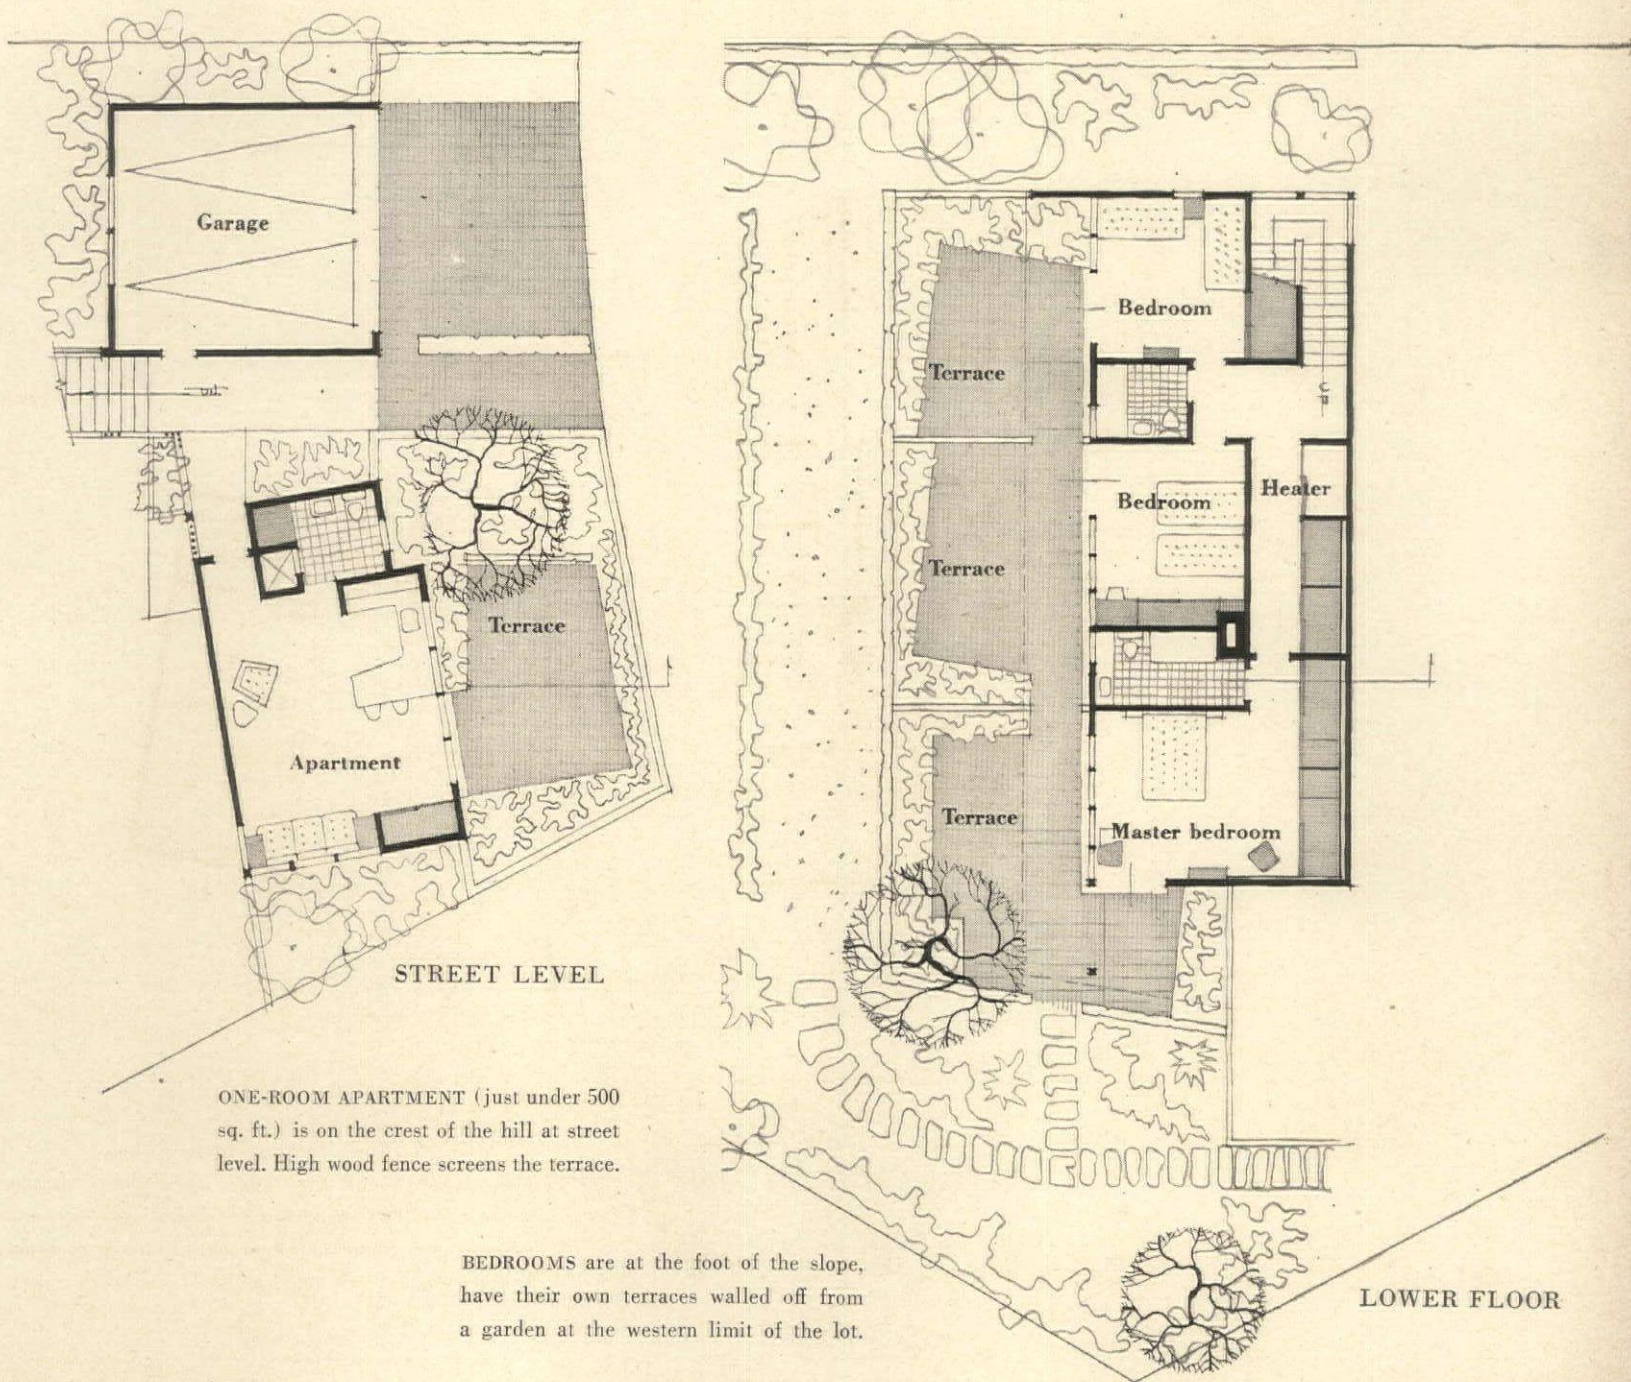 Garage
dn
Terrace
Apartment
STREET LEVEL
ONE-ROOM APARTMENT (just under 500
sq. ft.) is on the crest of the hill at street
level. High wood fence screens the terrace.
Bedroom
Terrace
up
Bedroom
Heater
Terrace
Terrace
Master bedroom
LOWER FLOOR
BEDROOMS are at the foot of the slope,
have their own terraces walled off from
a garden at the western limit of the lot.